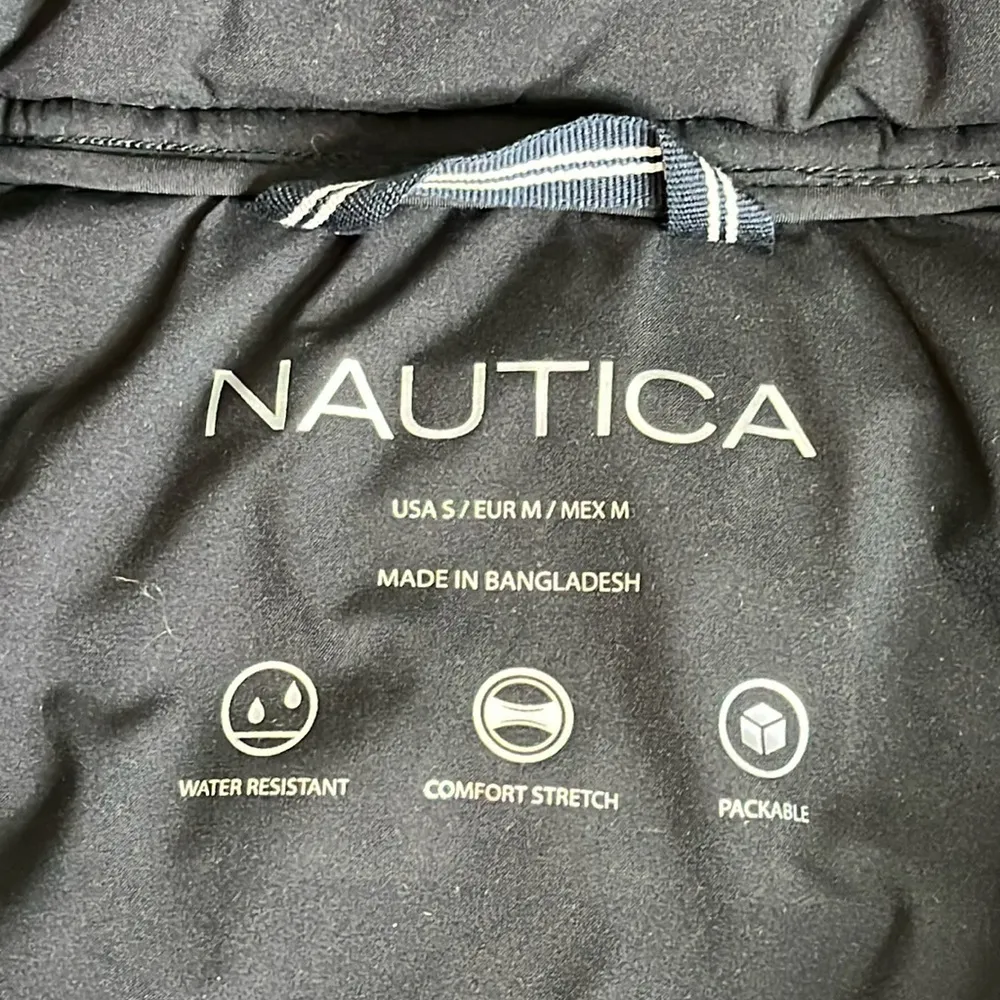 NAUTICA
USA S / EUR M / MEX M
MADE IN BANGLADESH
WATER RESISTANT
COMFORT STRETCH
PACKABLE